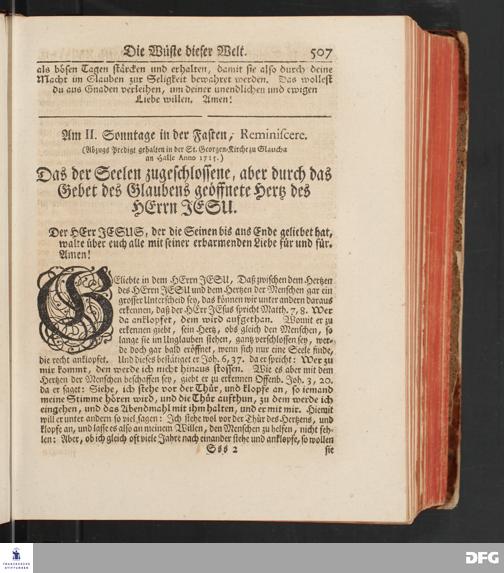 Die Wüste dieser Welt. 507
als bösen Tagen stärcken und erhalten, damit sie also durch deine
Macht im Glauben zur Seligkeit bewahret werden. Das wollest
du aus Gnaden verleihen, um deiner unendlichen und ewigen
Liebe willen. Amen!
Am II. Sonntage in der Fasten, Reminiscere.
(Abzugs Predigt gehalten in der St. Georgen-Kirche zu Glaucha
an Halle Anno 1715.)
Das der Seelen zugeschlossene, aber durch das
Gebet des Glaubens geöffnete Hertz des
HErrn JESU.
Der HErr JESUS, der die Seinen bis ans Ende geliebet hat,
walte über euch alle mit seiner erbarmenden Liebe für und für.
Amen!
GEliebte in dem HErrn JESU, Daß zwischen dem Hertzen
des HErrn JESU und dem Hertzen der Menschen gar ein
grosser Unterscheid sey, das können wir unter andern daraus
erkennen, daß der HErr JEsus spricht Matth. 7, 8. Wer
da anklopfet, dem wird aufgethan. Womit er zu
erkennen giebt, sein Hertz, obs gleich den Menschen, so
lange sie im Unglauben stehen, gantz verschlossen sey, wer-
de doch gar bald eröffnet, wenn sich nur eine Seele finde,
die recht anklopfet. Und dieses bestätiget er Joh. 6, 37. da er spricht: Wer zu
mir kommt, den werde ich nicht hinaus stossen. Wie es aber mit dem
Hertzen der Menschen beschaffen sey, giebt er zu erkennen Offenb. Joh. 3, 20.
da er saget: Siehe, ich stehe vor der Thür, und klopfe an, so iemand
meine Stimme hören wird, und die Thür aufthun, zu dem werde ich
eingehen, und das Abendmahl mit ihm halten, und er mit mir. Hiemit
will er unter andern so viel sagen: Ich stehe wol vor der Thür des Hertzens, und
klopfe an, und lasse es also an meinem Willen, den Menschen zu helfen, nicht feh-
len: Aber, ob ich gleich oft viele Jahre nach einander stehe und anklopfe, so wollen
Sss 2 sie
FRANCKESCHE
STIFTUNGEN
DFG